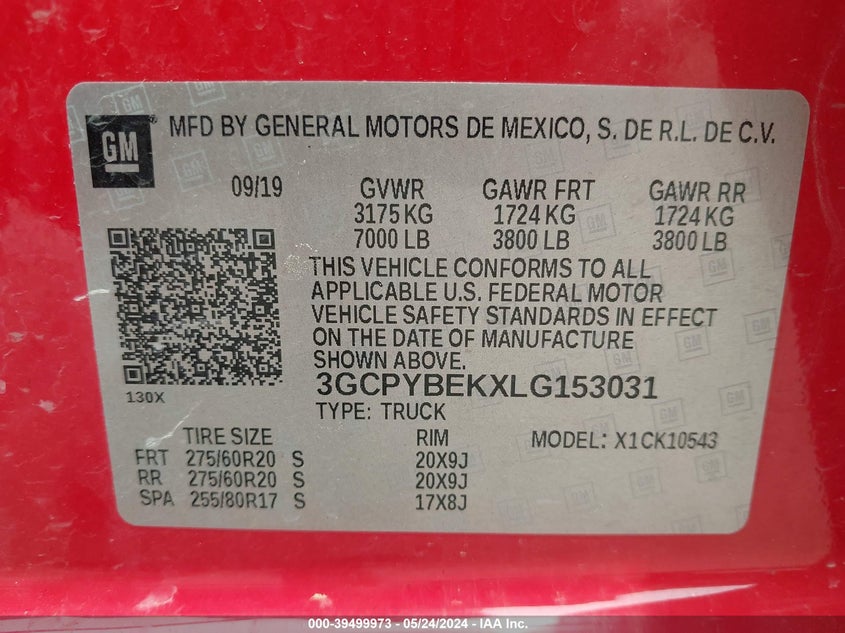 GM MFD BY GENERAL MOTORS DE MEXICO, S. DE R.L. DE C.V.
09/19 GVWR GAWR FRT GAWR RR
3175 KG 1724 KG 1724 KG
7000 LB 3800 LB 3800 LB
THIS VEHICLE CONFORMS TO ALL
APPLICABLE U.S. FEDERAL MOTOR
VEHICLE SAFETY STANDARDS IN EFFECT
ON THE DATE OF MANUFACTURE
SHOWN ABOVE.
3GCPYBEKXLG153031
130X
TYPE: TRUCK
TIRE SIZE RIM MODEL: X1CK10543
FRT 275/60R20 S 20X9J
RR 275/60R20 S 20X9J
SPA 255/80R17 S 17X8J
000-39499973 - 05/24/2024 - IAA Inc.